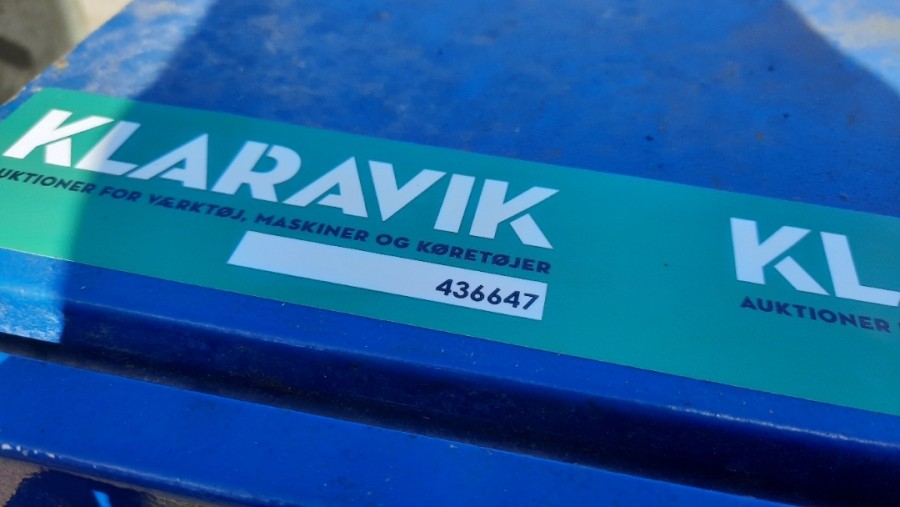 KLARAVIK
AUKTIONER FOR VÆRKTØJ, MASKINER OG KØRETØJER
436647
KL
AUKTIONER